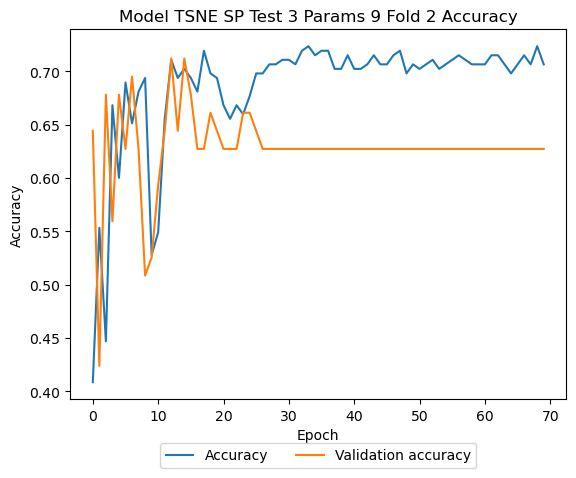 Model TSNE SP Test 3 Params 9 Fold 2 Accuracy
0.70
0.65
0.60
0.55
0.50
0.45
0.40
Accuracy
0 10 20 30 40 50 60 70
Epoch
Accuracy Validation accuracy